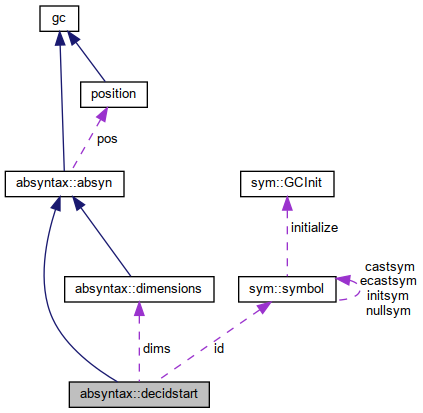 gc
position
pos
absyntax::absyn
sym::GCInit
initialize
castsym
ecastsym
initsym
nullsym
absyntax::dimensions
sym::symbol
dims
id
absyntax::decidstart